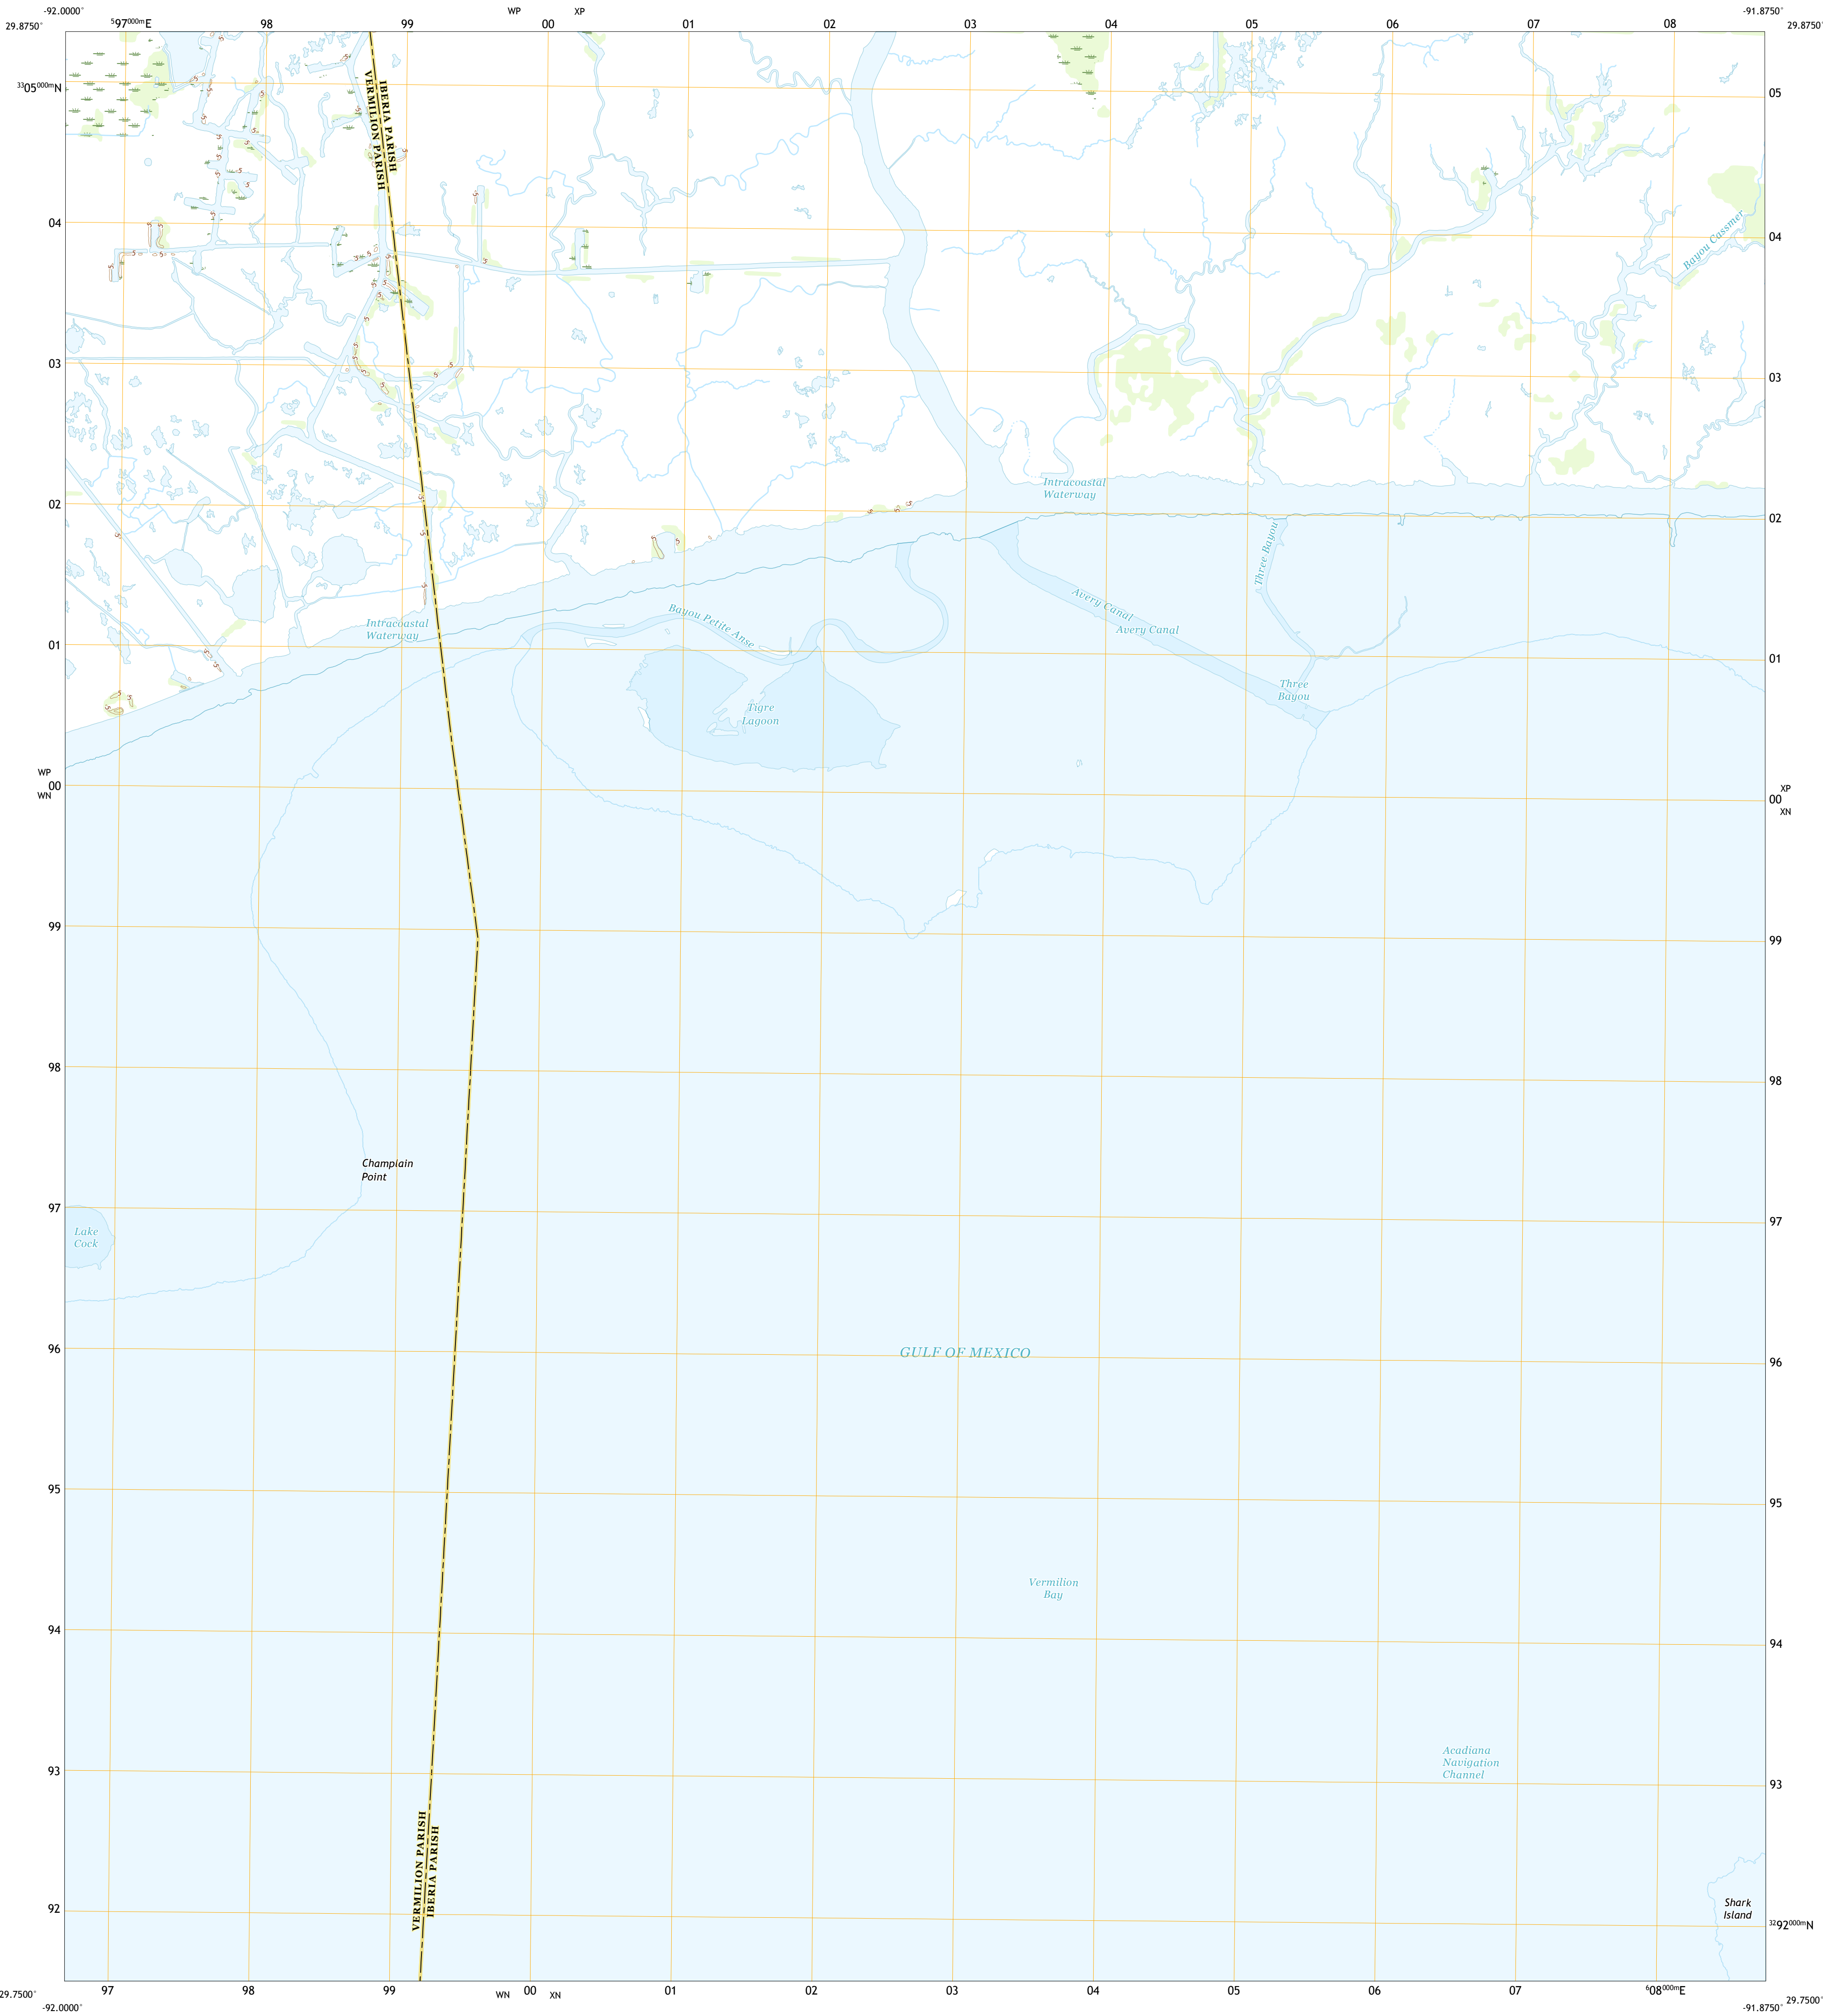 -92.0000°
WP
XP
-91.8750°
29.8750°
⁵97⁰⁰⁰ᵐE
98
99
00
01
02
03
04
05
06
07
08
29.8750°
³³05⁰⁰⁰ᵐN
05
IBERIA PARISH
VERMILION PARISH
04
04
Bayou Cassmer
03
03
Intracoastal
Waterway
02
02
Three Bayou
Avery Canal
Avery Canal
Bayou Petite Anse
Intracoastal
Waterway
01
01
Three
Bayou
Tigre
Lagoon
WP
WN
00
XP
XN
00
99
99
98
98
Champlain
Point
97
97
Lake
Cock
96
96
GULF OF MEXICO
95
95
Vermilion
Bay
94
94
Acadiana
Navigation
Channel
93
93
VERMILION PARISH
IBERIA PARISH
92
Shark
Island
³²92⁰⁰⁰ᵐN
97
98
99
WN
00
XN
01
02
03
04
05
06
07
⁶08⁰⁰⁰ᵐE
29.7500°
-92.0000°
29.7500°
-91.8750°